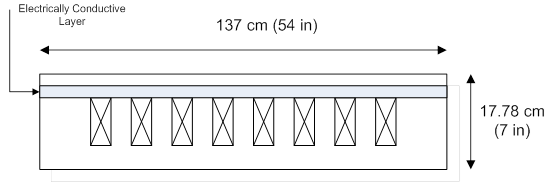 Electrically Conductive
Layer
137 cm (54 in)
17.78 cm
(7 in)